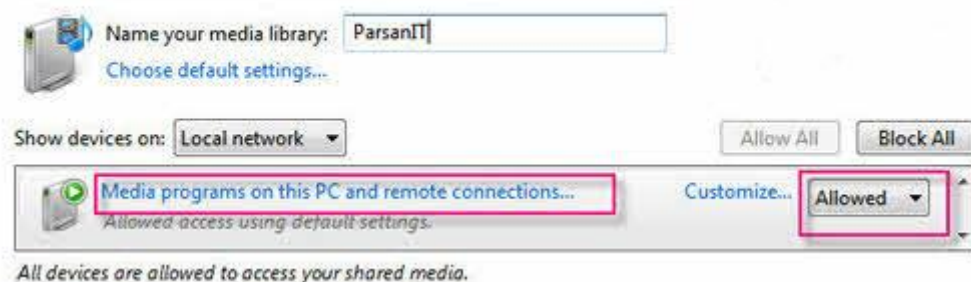 Name your media library: ParsanIT
Choose default settings...
Show devices on: Local network Allow All Block All
Media programs on this PC and remote connections... Customize... Allowed
Allowed access using default settings.
All devices are allowed to access your shared media.